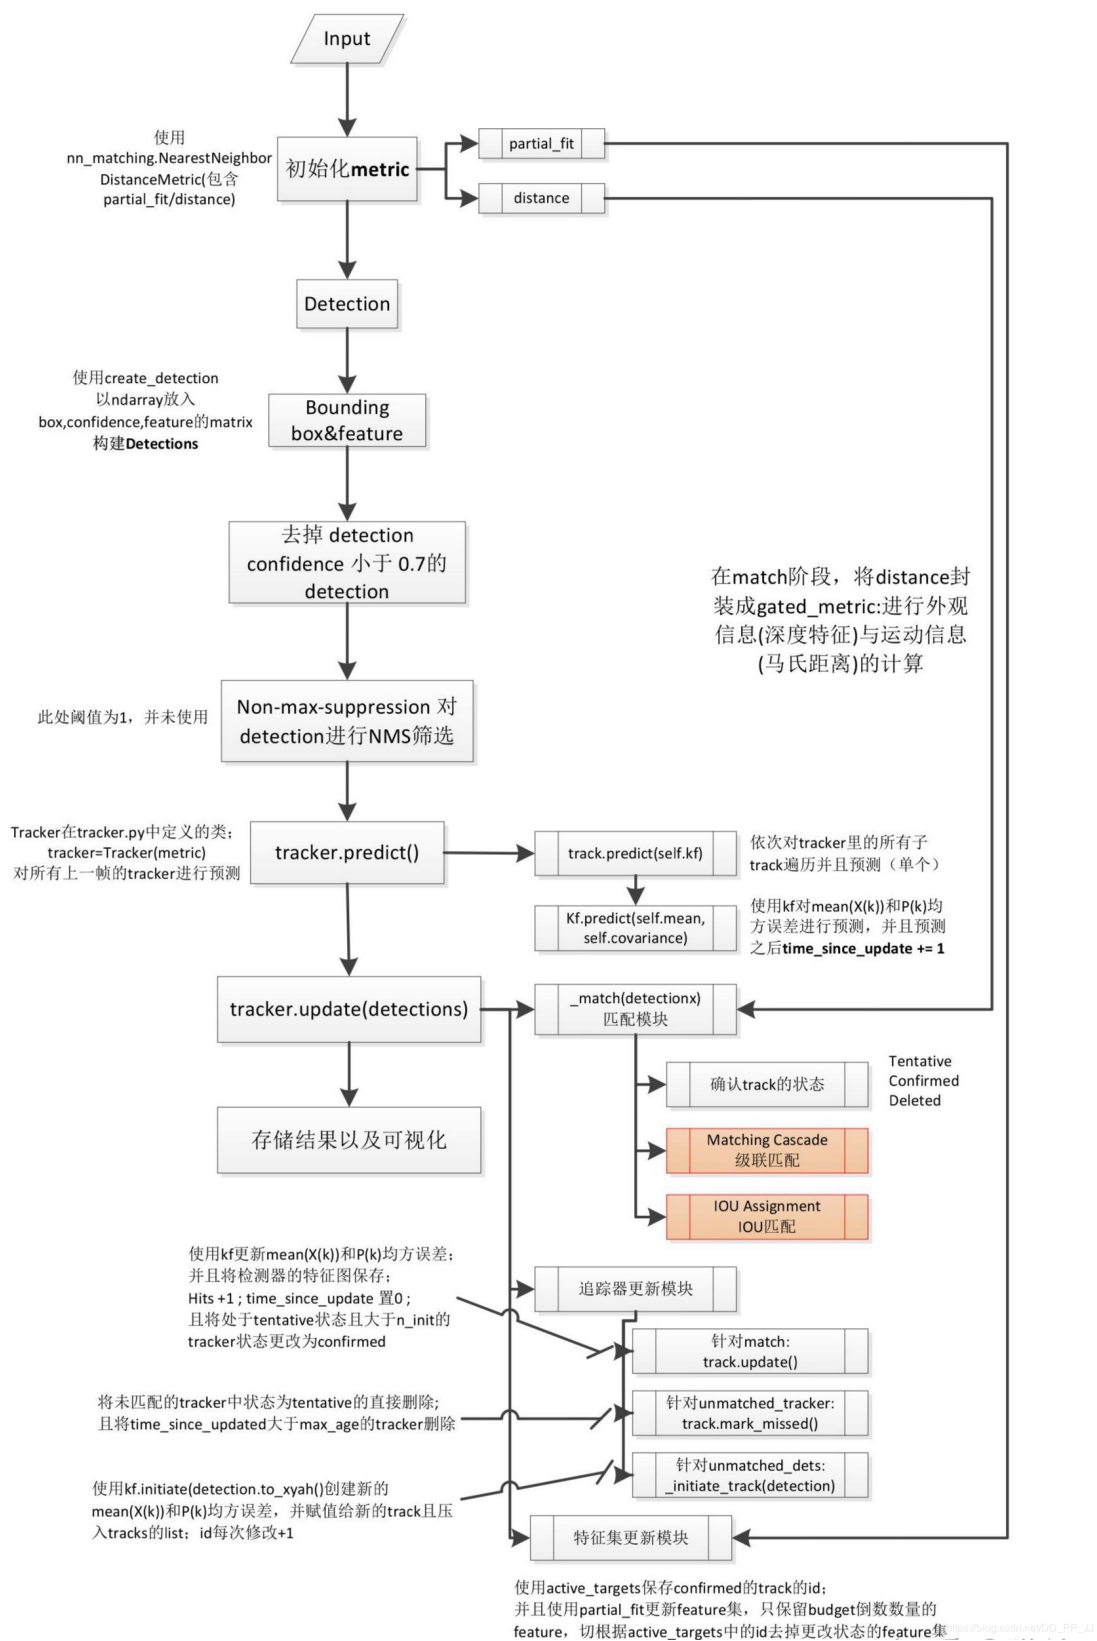 Input
使用
nn_matching.NearestNeighbor
DistanceMetric(包含
partial_fit/distance)
初始化metric
partial_fit
distance
Detection
使用create_detection
以ndarray放入
box,confidence,feature的matrix
构建Detections
Bounding
box&feature
去掉 detection
confidence 小于 0.7的
detection
在match阶段，将distance封
装成gated_metric:进行外观
信息(深度特征)与运动信息
(马氏距离)的计算
此处阈值为1，并未使用
Non-max-suppression 对
detection进行NMS筛选
Tracker在tracker.py中定义的类；
tracker=Tracker(metric)
对所有上一帧的tracker进行预测
tracker.predict()
track.predict(self.kf)
依次对tracker里的所有子
track遍历并且预测（单个）
Kf.predict(self.mean,
self.covariance)
使用kf对mean(X(k))和P(k)均
方误差进行预测，并且预测
之后time_since_update += 1
tracker.update(detections)
_match(detectionx)
匹配模块
确认track的状态
Tentative
Confirmed
Deleted
存储结果以及可视化
Matching Cascade
级联匹配
IOU Assignment
IOU匹配
使用kf更新mean(X(k))和P(k)均方误差；
并且将检测器的特征图保存；
Hits +1 ; time_since_update 置0 ;
且将处于tentative状态且大于n_init的
tracker状态更改为confirmed
追踪器更新模块
针对match:
track.update()
将未匹配的tracker中状态为tentative的直接删除;
且将time_since_updated大于max_age的tracker删除
针对unmatched_tracker:
track.mark_missed()
针对unmatched_dets:
_initiate_track(detection)
使用kf.initiate(detection.to_xyah()创建新的
mean(X(k))和P(k)均方误差，并赋值给新的track且压
入tracks的list；id每次修改+1
特征集更新模块
使用active_targets保存confirmed的track的id；
并且使用partial_fit更新feature集，只保留budget倒数数量的
feature，切根据active_targets中的id去掉更改状态的feature集